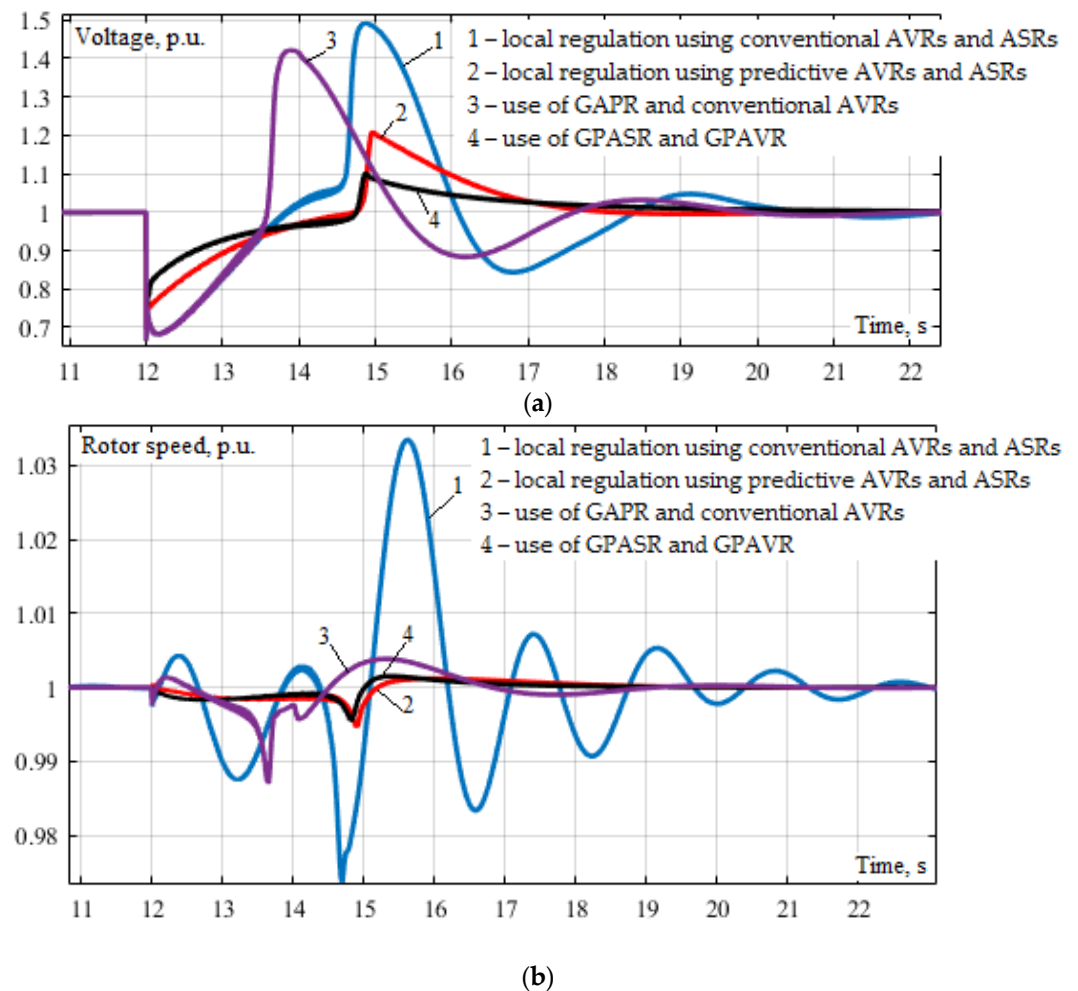 1.5
Voltage, p.u.
3
1
1 – local regulation using conventional AVRs and ASRs
1.4
2 – local regulation using predictive AVRs and ASRs
1.3
2
3 – use of GAPR and conventional AVRs
1.2
4 – use of GPASR and GPAVR
1.1
4
1
0.9
0.8
0.7
Time, s
11 12 13 14 15 16 17 18 19 20 21 22
(a)
Rotor speed, p.u.
1 – local regulation using conventional AVRs and ASRs
1.03
1
2 – local regulation using predictive AVRs and ASRs
3 – use of GAPR and conventional AVRs
1.02
4 – use of GPASR and GPAVR
1.01
3
4
1
2
0.99
0.98
Time, s
11 12 13 14 15 16 17 18 19 20 21 22
(b)